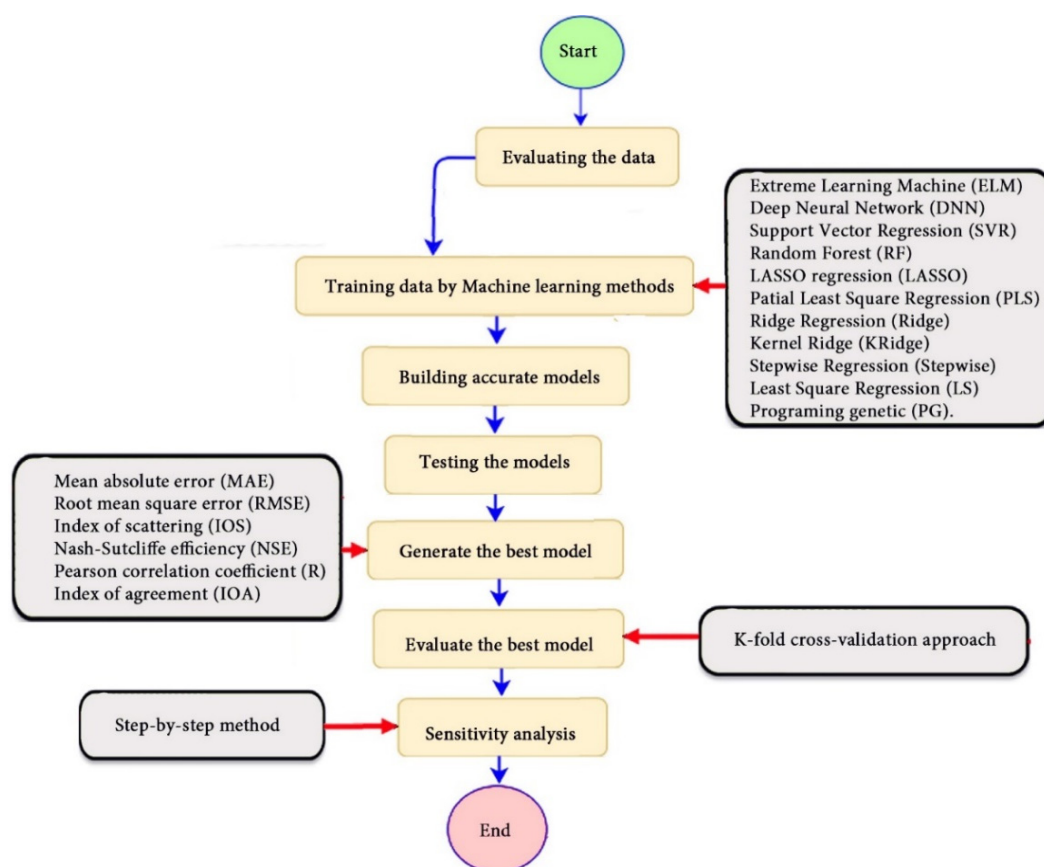 Start
Evaluating the data
Extreme Learning Machine (ELM)
Deep Neural Network (DNN)
Support Vector Regression (SVR)
Random Forest (RF)
LASSO regression (LASSO)
Patial Least Square Regression (PLS)
Ridge Regression (Ridge)
Kernel Ridge (KRidge)
Stepwise Regression (Stepwise)
Least Square Regression (LS)
Programing genetic (PG).
Training data by Machine learning methods
Building accurate models
Testing the models
Mean absolute error (MAE)
Root mean square error (RMSE)
Index of scattering (IOS)
Nash-Sutcliffe efficiency (NSE)
Pearson correlation coefficient (R)
Index of agreement (IOA)
Generate the best model
Evaluate the best model
K-fold cross-validation approach
Step-by-step method
Sensitivity analysis
End